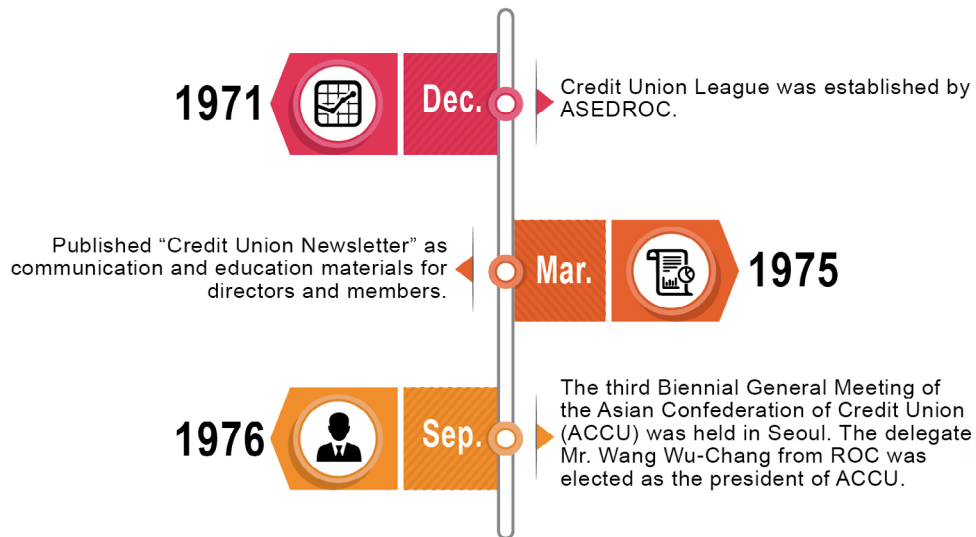 1971
Dec.
Credit Union League was established by
ASEDROC.
Published “Credit Union Newsletter” as
communication and education materials for
directors and members.
Mar.
1975
1976
Sep.
The third Biennial General Meeting of
the Asian Confederation of Credit Union
(ACCU) was held in Seoul. The delegate
Mr. Wang Wu-Chang from ROC was
elected as the president of ACCU.